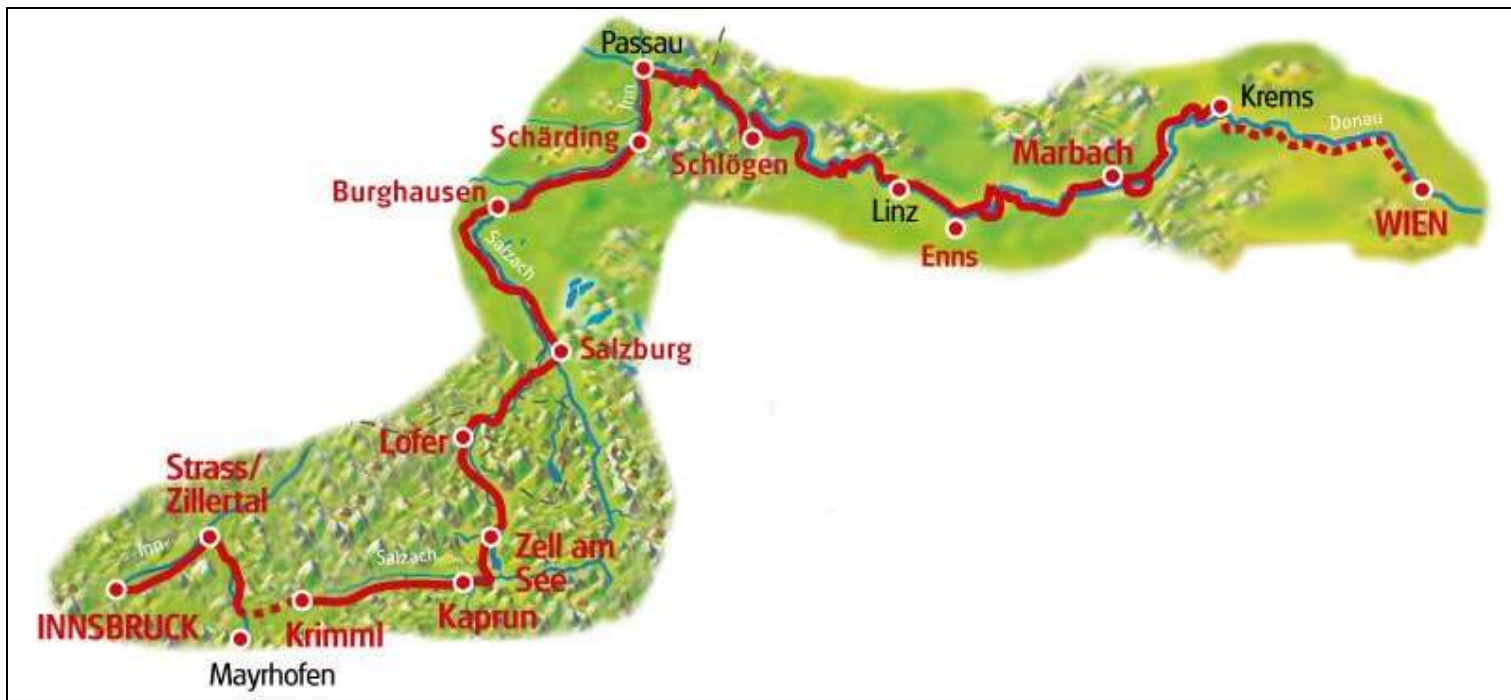 Passau
Inn
Schärding
Burghausen
Salzach
Schlögen
Linz
Enns
Marbach
Krems
Donau
WIEN
Salzburg
Lofer
Strass/
Zillertal
Inn
INNSBRUCK
Mayrhofen
Krimml
Salzach
Kaprun
Zell am
See